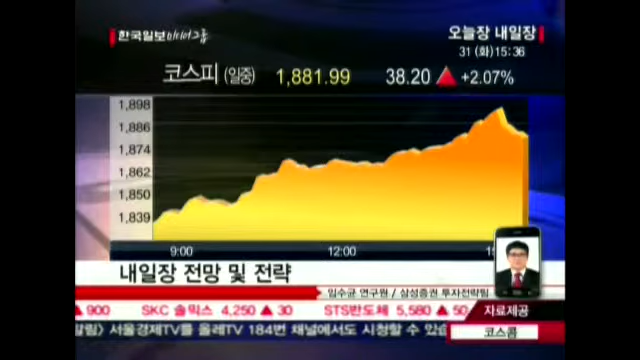 한국일보미디어그룹
오늘장 내일장
31 (화) 15:36
코스피 (일중) 1,881.99 38.20 ▲ +2.07%
1,898
1,886
1,874
1,862
1,850
1,839
9:00 12:00
내일장 전망 및 전략
임수균 연구원 / 삼성증권 투자전략팀
▲900 SKC 솔믹스 4,250 ▲ 30 STS반도체 5,580 ▲ 50
자료제공
서울경제TV를 올레TV 184번 채널에서도 시청할 수 있습
코스콤